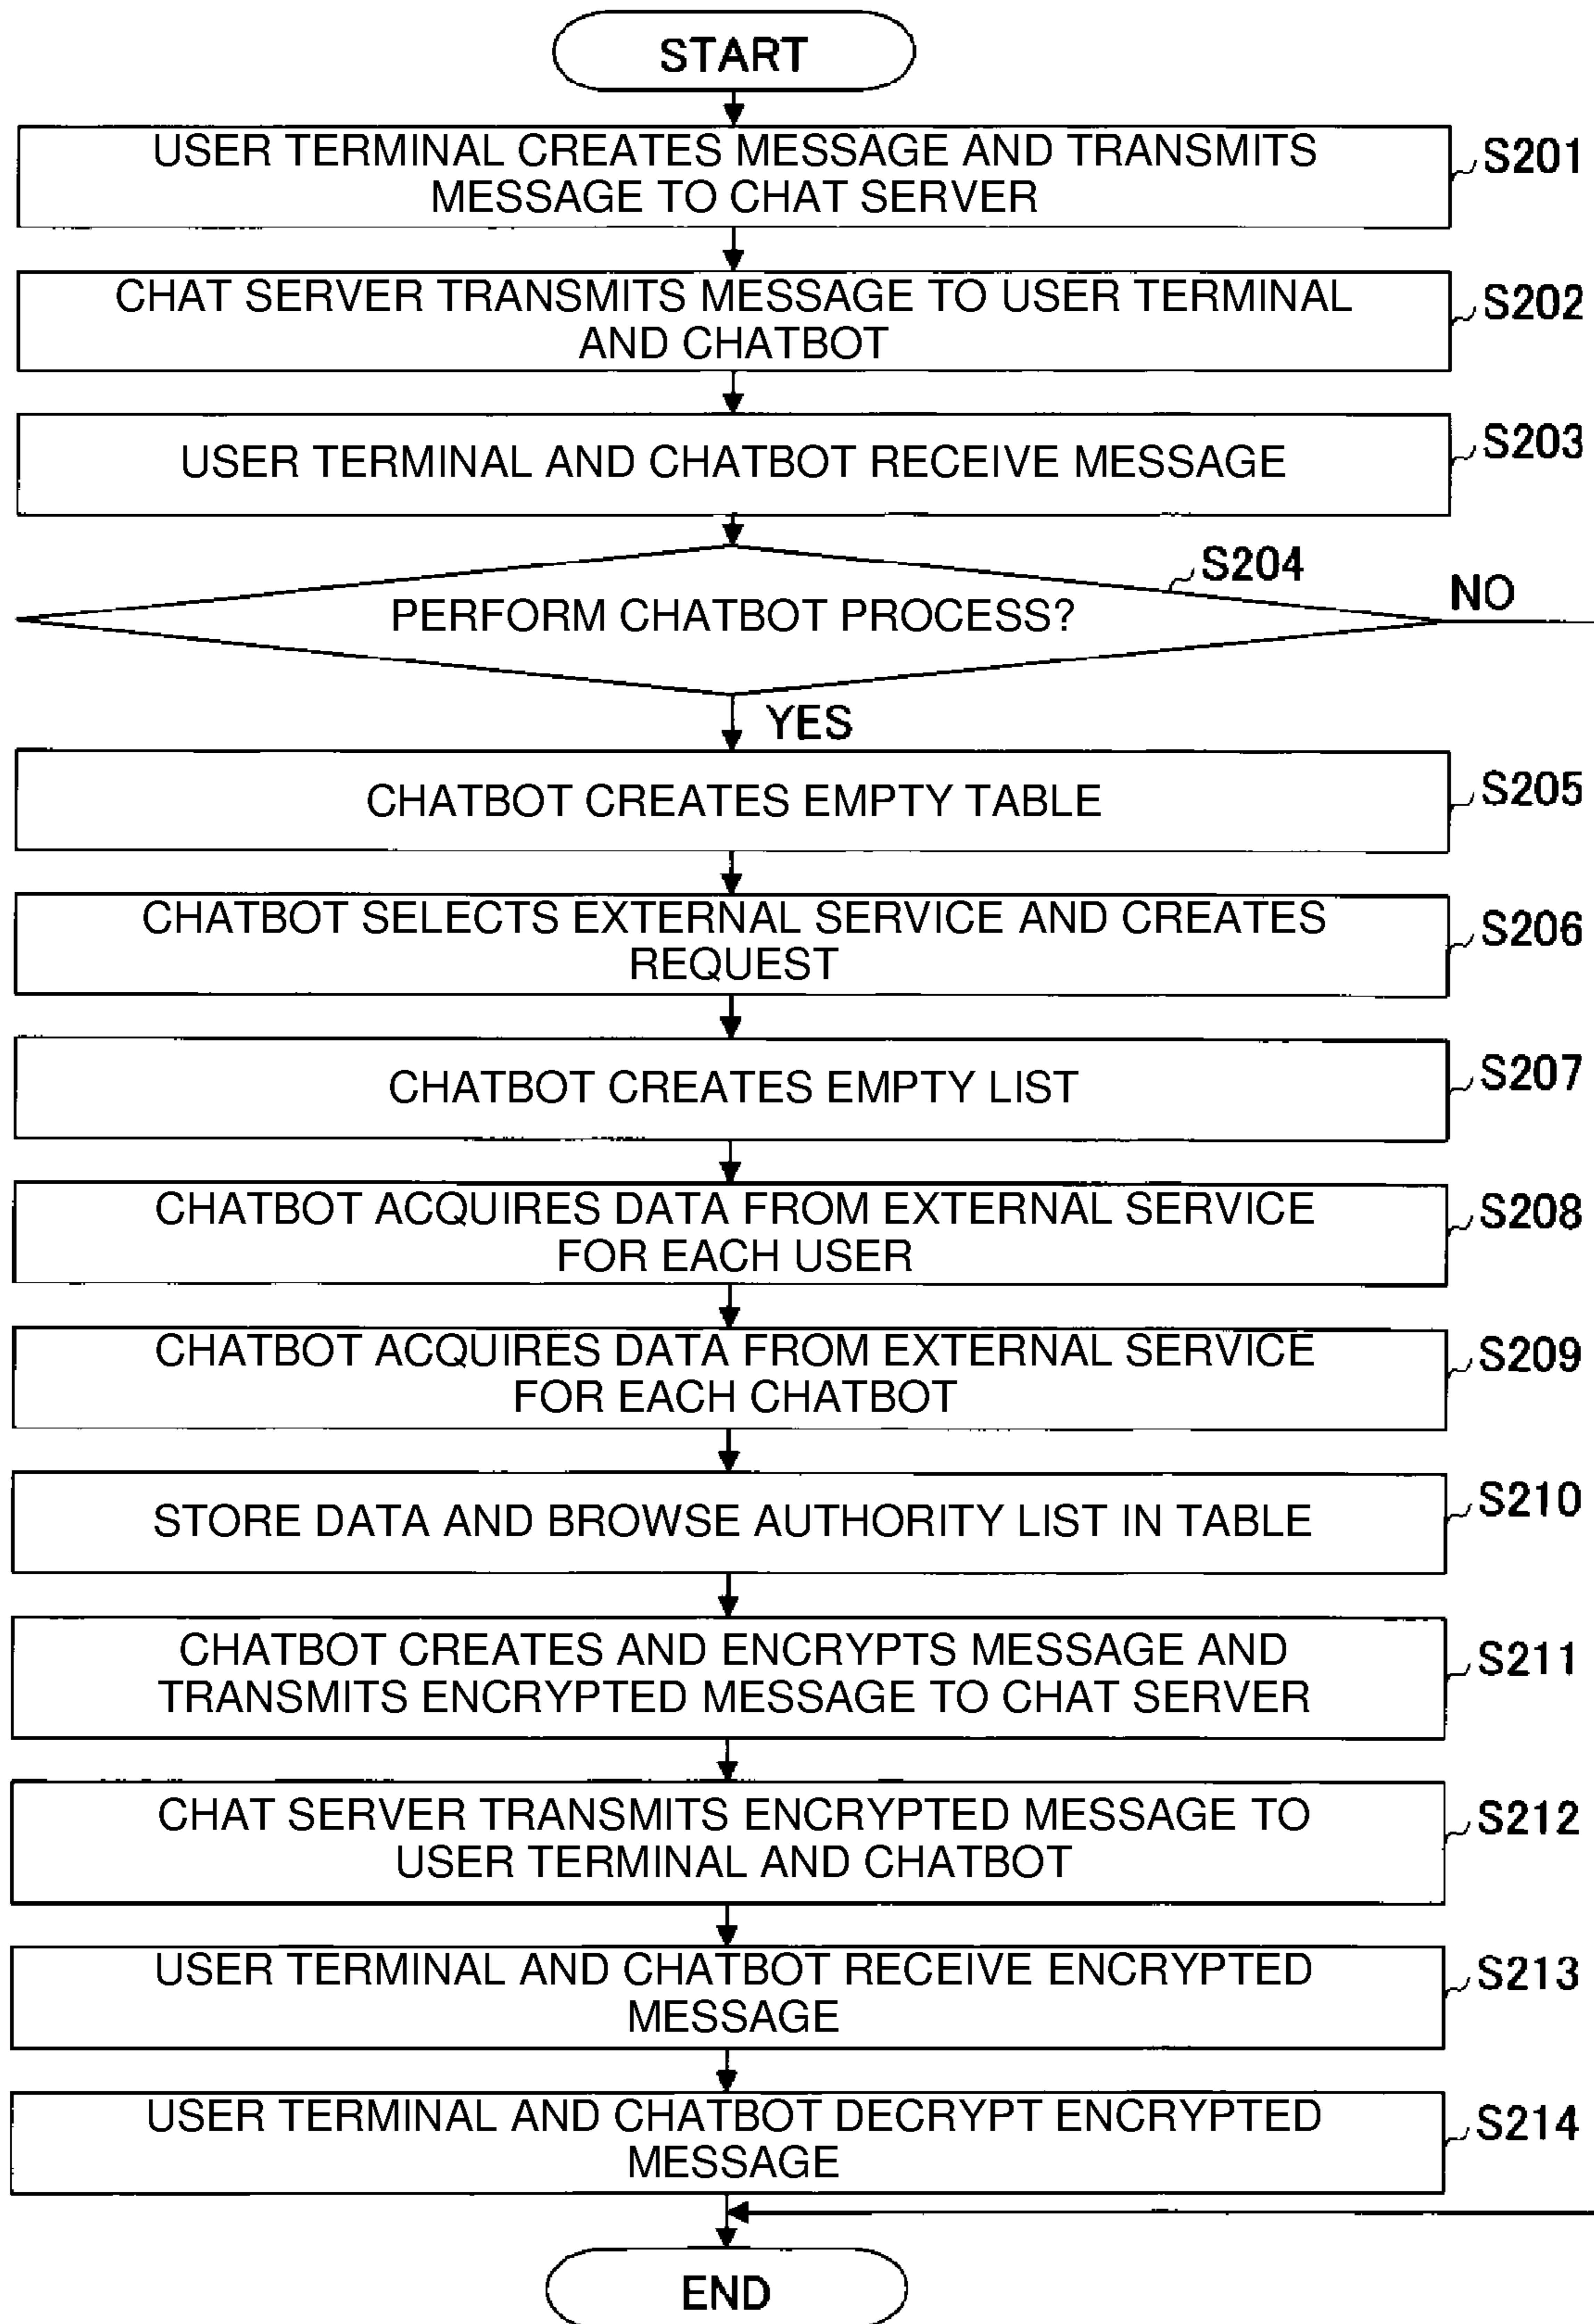 START
USER TERMINAL CREATES MESSAGE AND TRANSMITS
MESSAGE TO CHAT SERVER
S201
CHAT SERVER TRANSMITS MESSAGE TO USER TERMINAL
AND CHATBOT
S202
USER TERMINAL AND CHATBOT RECEIVE MESSAGE
S203
S204
PERFORM CHATBOT PROCESS?
NO
YES
CHATBOT CREATES EMPTY TABLE
S205
CHATBOT SELECTS EXTERNAL SERVICE AND CREATES
REQUEST
S206
CHATBOT CREATES EMPTY LIST
S207
CHATBOT ACQUIRES DATA FROM EXTERNAL SERVICE
FOR EACH USER
S208
CHATBOT ACQUIRES DATA FROM EXTERNAL SERVICE
FOR EACH CHATBOT
S209
STORE DATA AND BROWSE AUTHORITY LIST IN TABLE
S210
CHATBOT CREATES AND ENCRYPTS MESSAGE AND
TRANSMITS ENCRYPTED MESSAGE TO CHAT SERVER
S211
CHAT SERVER TRANSMITS ENCRYPTED MESSAGE TO
USER TERMINAL AND CHATBOT
S212
USER TERMINAL AND CHATBOT RECEIVE ENCRYPTED
MESSAGE
S213
USER TERMINAL AND CHATBOT DECRYPT ENCRYPTED
MESSAGE
S214
END